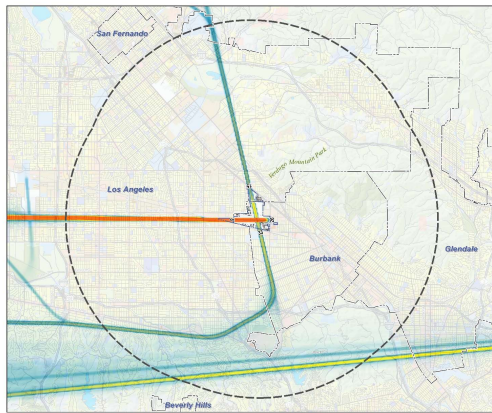 San Fernando
Verdugo Mountain Park
Los Angeles
Burbank
Glendale
Beverly Hills